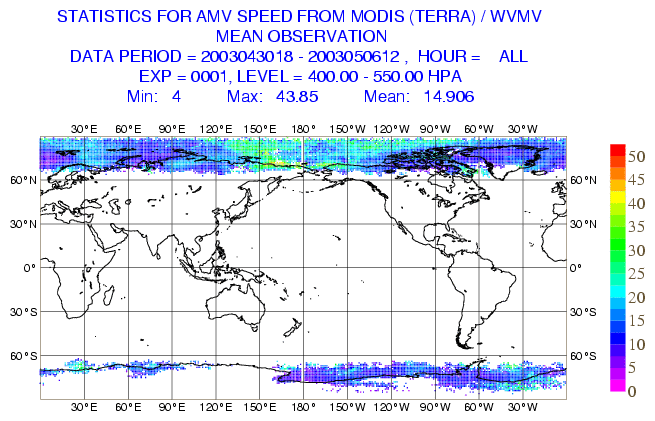 STATISTICS FOR AMV SPEED FROM MODIS (TERRA) / WVMV
MEAN OBSERVATION
DATA PERIOD = 2003043018 - 2003050612 , HOUR = ALL
EXP = 0001, LEVEL = 400.00 - 550.00 HPA
Min: 4 Max: 43.85 Mean: 14.906
30°E 60°E 90°E 120°E 150°E 180° 150°W 120°W 90°W 60°W 30°W
60°N 60°N
30°N 30°N
0° 0°
30°S 30°S
60°S 60°S
30°E 60°E 90°E 120°E 150°E 180° 150°W 120°W 90°W 60°W 30°W
50
45
40
35
30
25
20
15
10
5
0